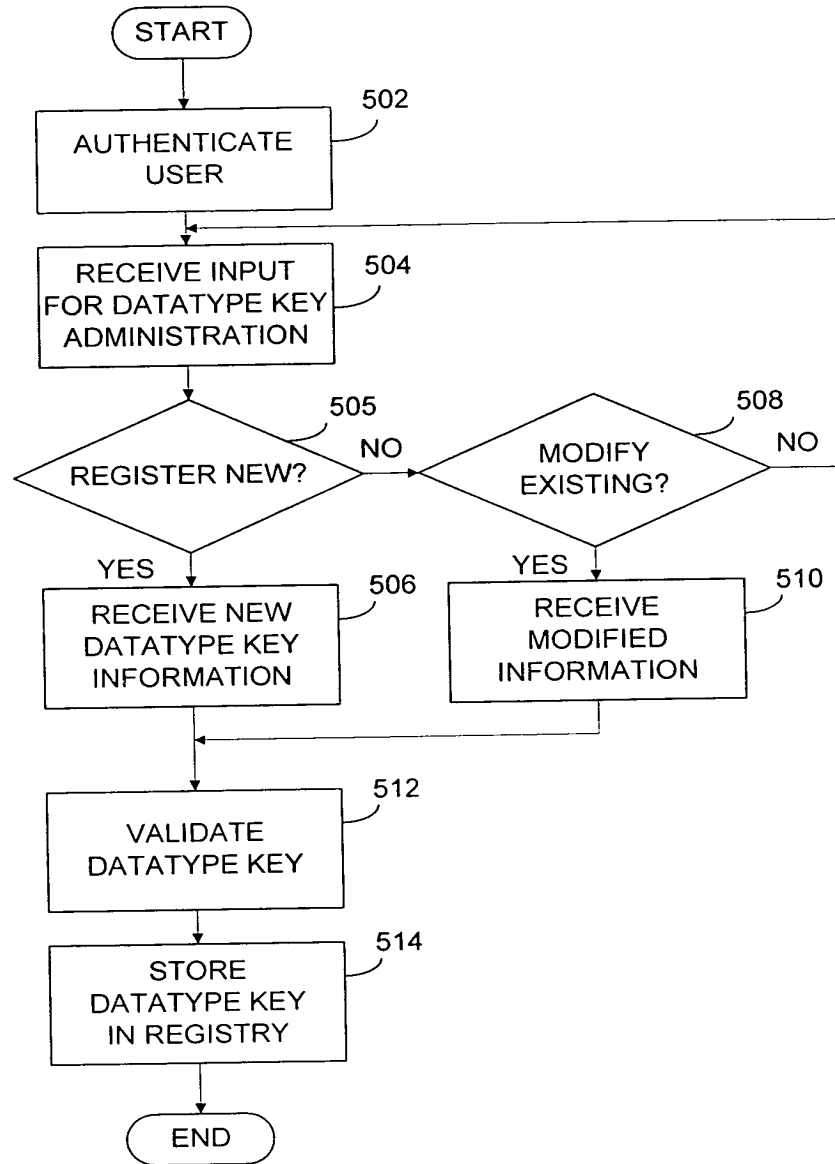 START
502
AUTHENTICATE
USER
504
RECEIVE INPUT
FOR DATATYPE KEY
ADMINISTRATION
505
REGISTER NEW?
NO
508
MODIFY
EXISTING?
NO
YES
506
RECEIVE NEW
DATATYPE KEY
INFORMATION
YES
510
RECEIVE
MODIFIED
INFORMATION
512
VALIDATE
DATATYPE KEY
514
STORE
DATATYPE KEY
IN REGISTRY
END